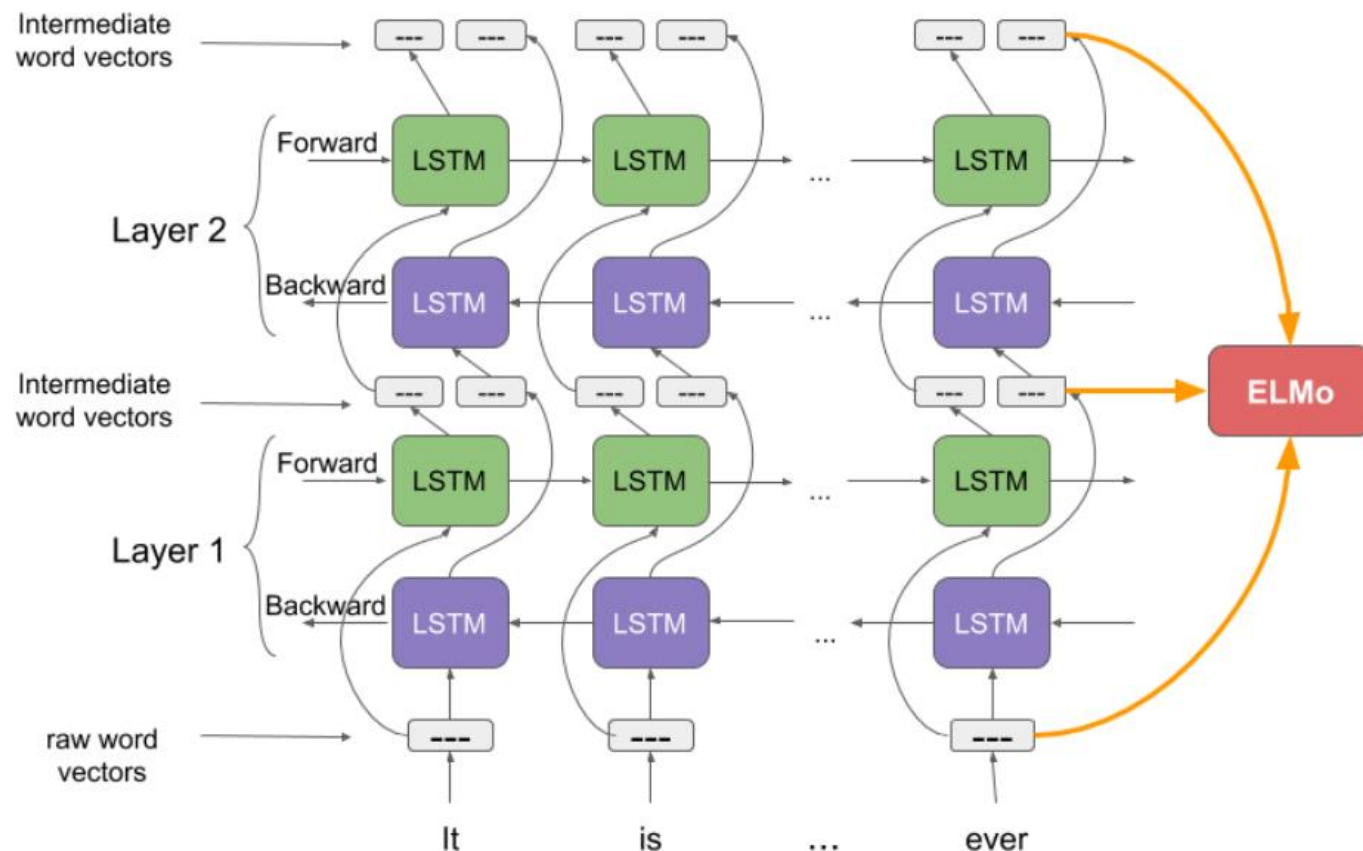 Intermediate
word vectors
--- --- --- --- --- ---
Forward
LSTM LSTM LSTM
...
Layer 2
Backward
LSTM LSTM LSTM
...
Intermediate
word vectors
--- --- --- --- --- ---
ELMo
Forward
LSTM LSTM LSTM
...
Layer 1
Backward
LSTM LSTM LSTM
...
raw word
vectors
--- --- ---
It is ... ever